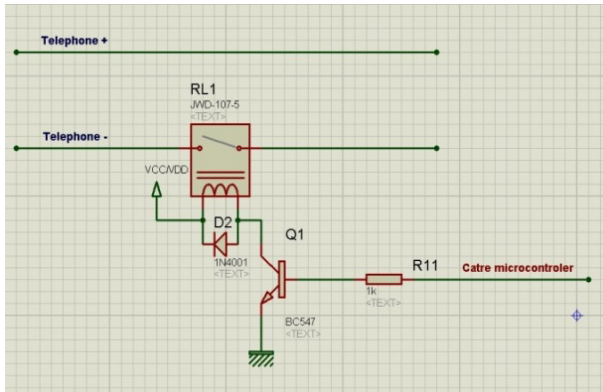 Telephone +
RL1
JWD-107-5
<TEXT>
Telephone -
VCC/VDD
D2
1N4001
<TEXT>
Q1
BC547
<TEXT>
R11
1k
<TEXT>
Catre microcontroler